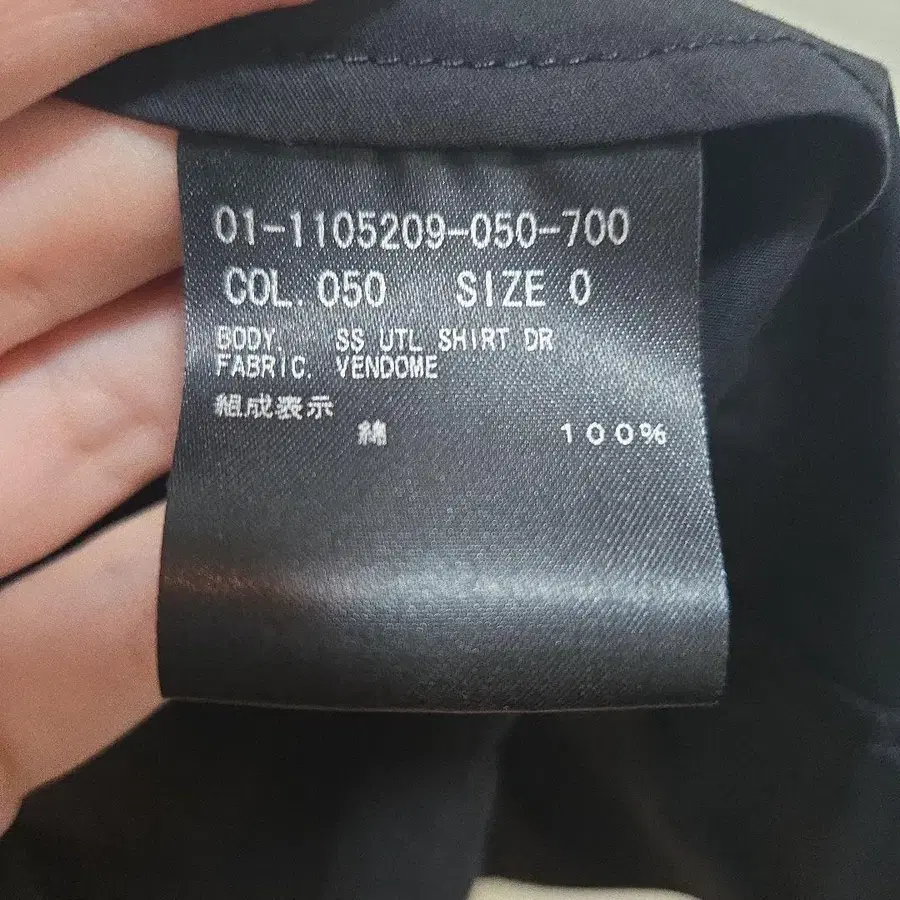 01-1105209-050-700
COL. 050 SIZE 0
BODY. SS UTL SHIRT DR
FABRIC. VENDOME
組成表示
綿 100%